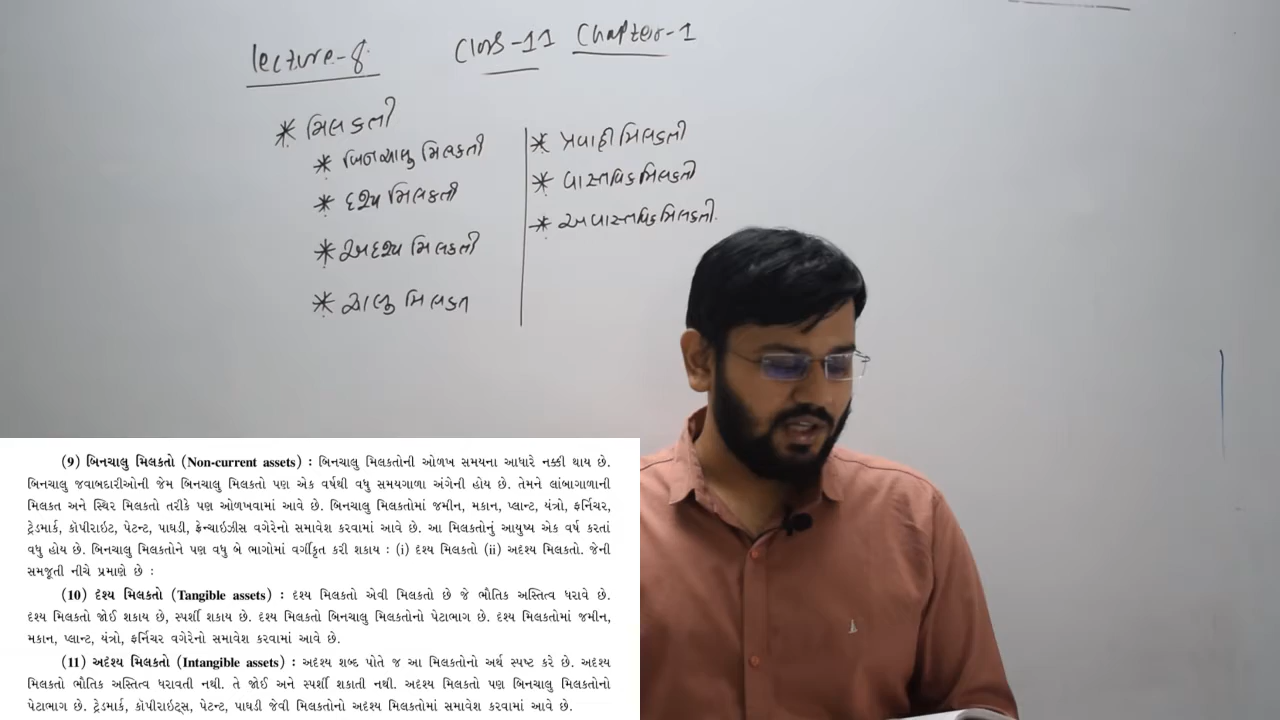 lecture-8
Class-11 Chapter-1
* મિલકતો
* બિનચાલુ મિલકતો
* દૃશ્ય મિલકતો
* અદૃશ્ય મિલકતો
* ચાલુ મિલકત
* પ્રવાહી મિલકતો
* વાસ્તવિક મિલકતો
* અવાસ્તવિક મિલકતો.
(9) બિનચાલુ મિલકતો (Non-current assets) : બિનચાલુ મિલકતોની ઓળખ સમયના આધારે નક્કી થાય છે.
બિનચાલુ જવાબદારીઓની જેમ બિનચાલુ મિલકતો પણ એક વર્ષથી વધુ સમયગાળા અંગેની હોય છે. તેમને લાંબાગાળાની
મિલકત અને સ્થિર મિલકતો તરીકે પણ ઓળખવામાં આવે છે. બિનચાલુ મિલકતોમાં જમીન, મકાન, પ્લાન્ટ, યંત્રો, ફર્નિચર,
ટ્રેડમાર્ક, કૉપીરાઇટ, પેટન્ટ, પાઘડી, ફ્રેન્ચાઇઝીસ વગેરેનો સમાવેશ કરવામાં આવે છે. આ મિલકતોનું આયુષ્ય એક વર્ષ કરતાં
વધુ હોય છે. બિનચાલુ મિલકતોને પણ વધુ બે ભાગોમાં વર્ગીકૃત કરી શકાય : (i) દૃશ્ય મિલકતો (ii) અદૃશ્ય મિલકતો. જેની
સમજૂતી નીચે પ્રમાણે છે :
(10) દૃશ્ય મિલકતો (Tangible assets) : દૃશ્ય મિલકતો એવી મિલકતો છે જે ભૌતિક અસ્તિત્વ ધરાવે છે.
દૃશ્ય મિલકતો જોઈ શકાય છે, સ્પર્શી શકાય છે. દૃશ્ય મિલકતો બિનચાલુ મિલકતોનો પેટાભાગ છે. દૃશ્ય મિલકતોમાં જમીન,
મકાન, પ્લાન્ટ, યંત્રો, ફર્નિચર વગેરેનો સમાવેશ કરવામાં આવે છે.
(11) અદૃશ્ય મિલકતો (Intangible assets) : અદૃશ્ય શબ્દ પોતે જ આ મિલકતોનો અર્થ સ્પષ્ટ કરે છે. અદૃશ્ય
મિલકતો ભૌતિક અસ્તિત્વ ધરાવતી નથી. તે જોઈ અને સ્પર્શી શકાતી નથી. અદૃશ્ય મિલકતો પણ બિનચાલુ મિલકતોનો
પેટાભાગ છે. ટ્રેડમાર્ક, કૉપીરાઇટ્સ, પેટન્ટ, પાઘડી જેવી મિલકતોનો અદૃશ્ય મિલકતોમાં સમાવેશ કરવામાં આવે છે.